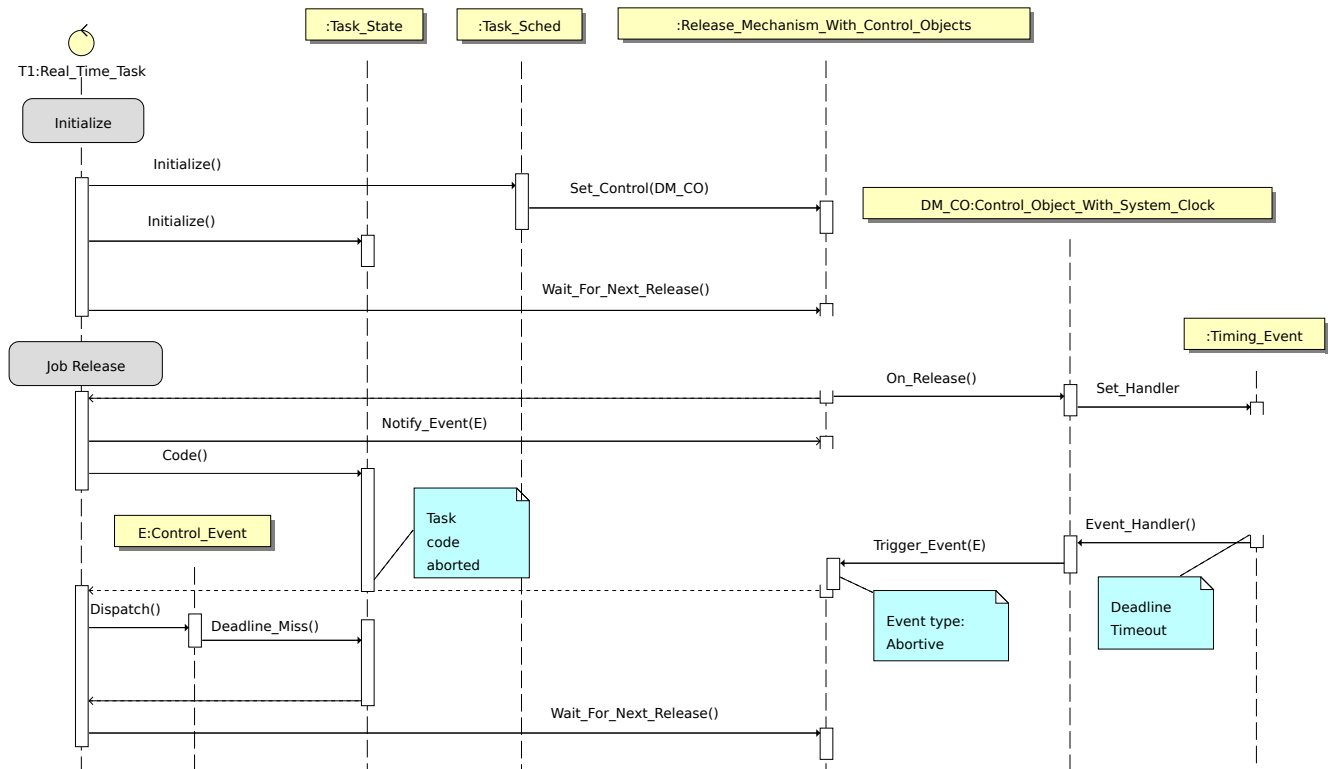 :Task_State
:Task_Sched
:Release_Mechanism_With_Control_Objects
T1:Real_Time_Task
Initialize
Initialize()
Set_Control(DM_CO)
DM_CO:Control_Object_With_System_Clock
Initialize()
Wait_For_Next_Release()
:Timing_Event
Job Release
On_Release()
Set_Handler
Notify_Event(E)
Code()
E:Control_Event
Task
code
aborted
Event_Handler()
Trigger_Event(E)
Deadline
Timeout
Dispatch()
Deadline_Miss()
Event type:
Abortive
Wait_For_Next_Release()